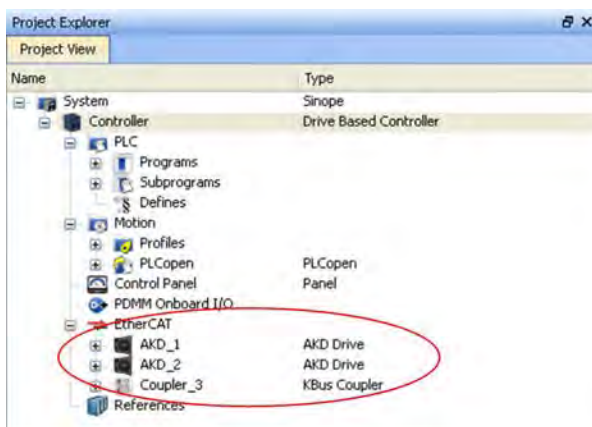 Project Explorer
Project View
Name Type
System Sinope
Controller Drive Based Controller
PLC
Programs
Subprograms
Defines
Motion
Profiles
PLCopen PLCopen
Control Panel Panel
PDMM Onboard I/O
EtherCAT
AKD_1 AKD Drive
AKD_2 AKD Drive
Coupler_3 KBus Coupler
References